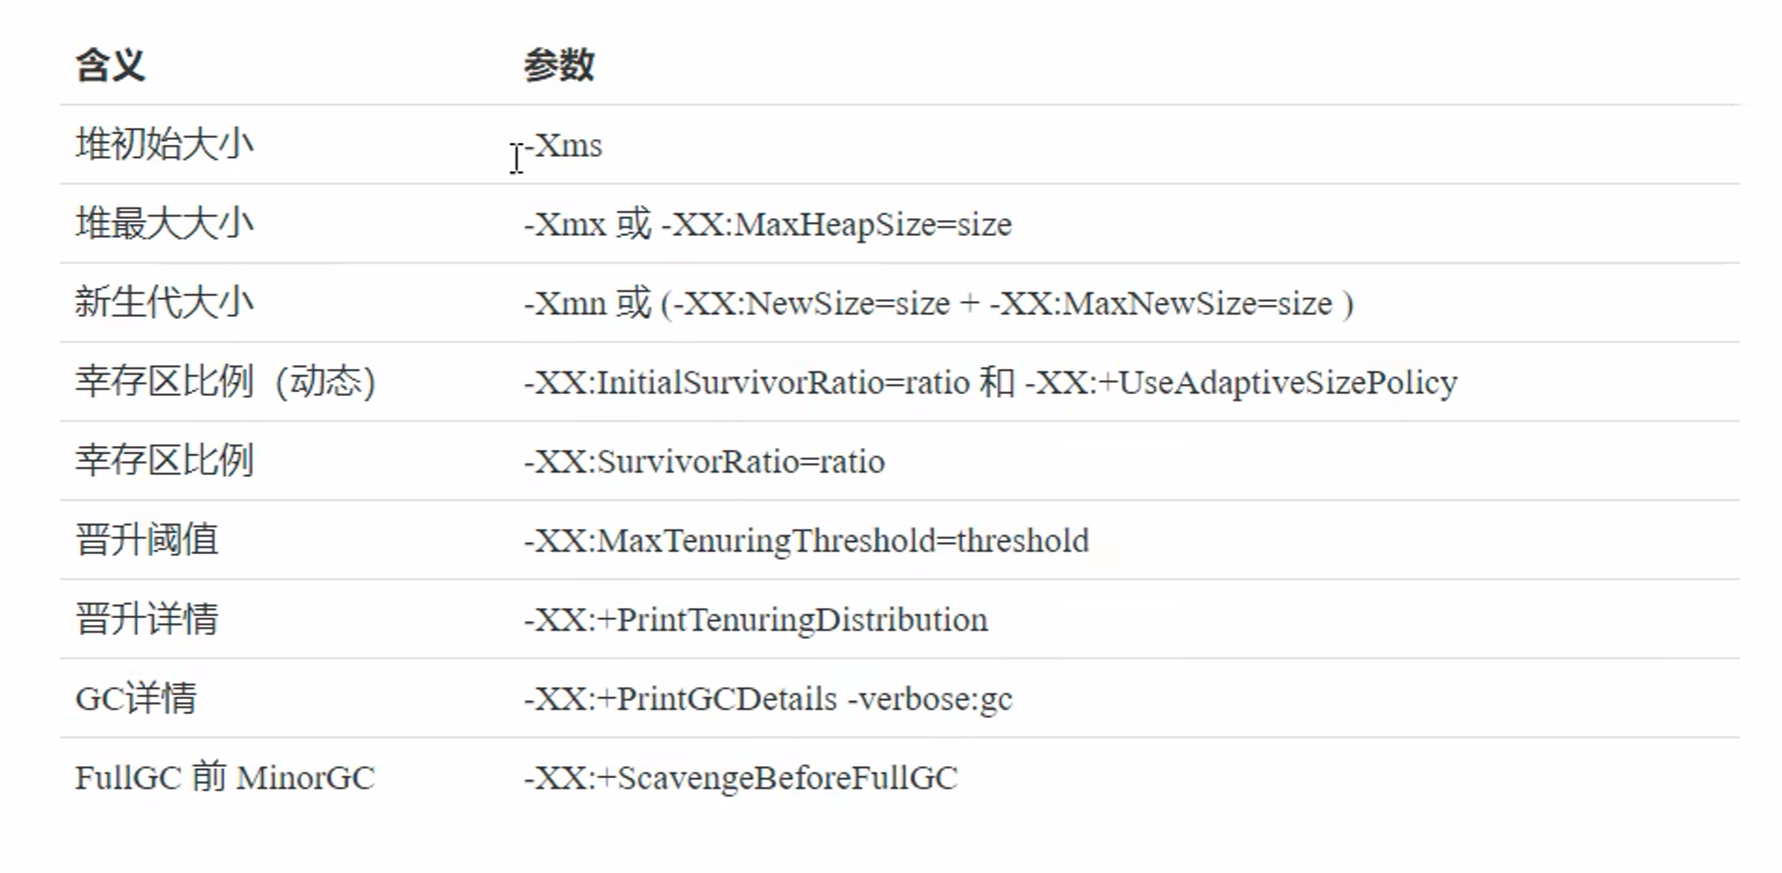 含义 参数
堆初始大小 -Xms
堆最大大小 -Xmx 或 -XX:MaxHeapSize=size
新生代大小 -Xmn 或 (-XX:NewSize=size + -XX:MaxNewSize=size )
幸存区比例（动态） -XX:InitialSurvivorRatio=ratio 和 -XX:+UseAdaptiveSizePolicy
幸存区比例 -XX:SurvivorRatio=ratio
晋升阈值 -XX:MaxTenuringThreshold=threshold
晋升详情 -XX:+PrintTenuringDistribution
GC详情 -XX:+PrintGCDetails -verbose:gc
FullGC 前 MinorGC -XX:+ScavengeBeforeFullGC